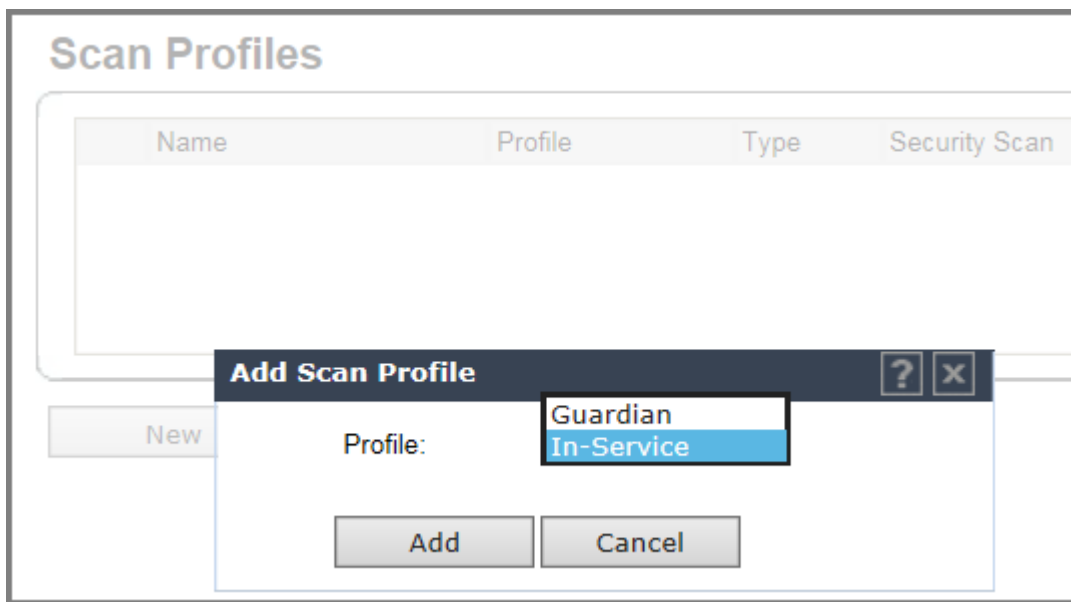 Scan Profiles
Name Profile Type Security Scan
Add Scan Profile ? x
Guardian
Profile: In-Service
New
Add Cancel